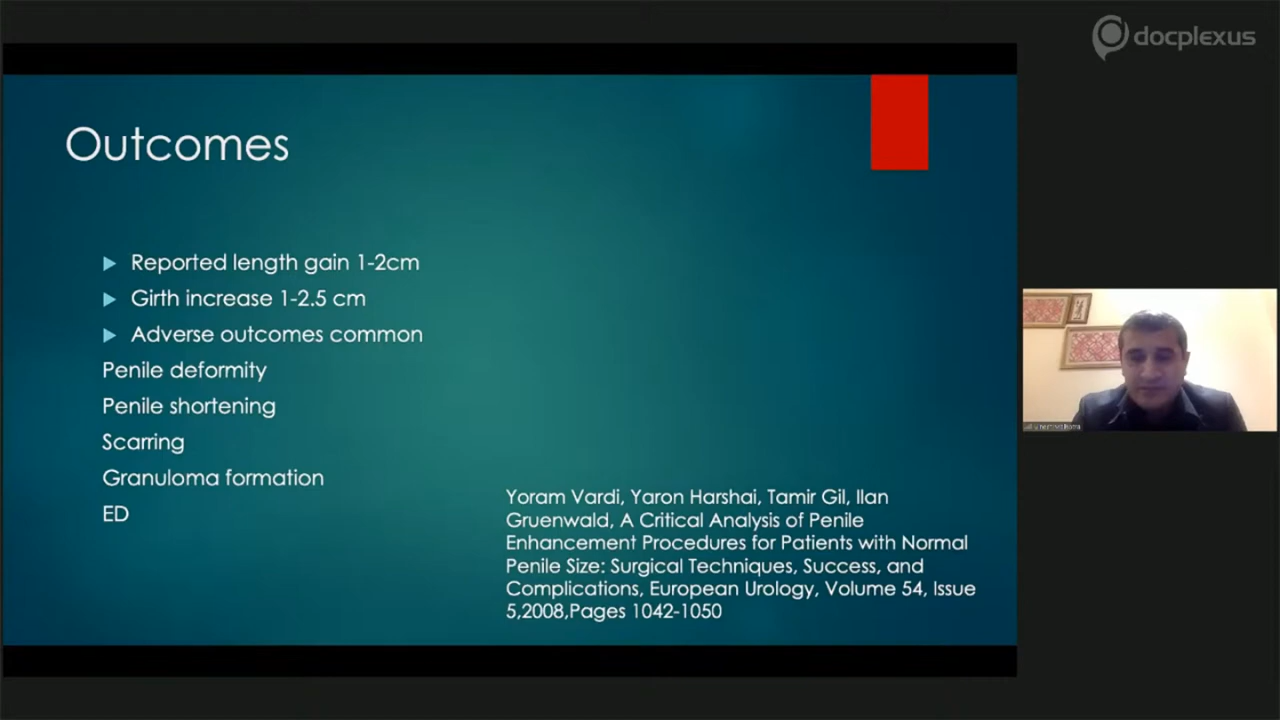 docplexus
Outcomes
Reported length gain 1-2cm
Girth increase 1-2.5 cm
Adverse outcomes common
Penile deformity
Penile shortening
Scarring
Granuloma formation
ED
Yoram Vardi, Yaron Harshai, Tamir Gil, Ilan
Gruenwald, A Critical Analysis of Penile
Enhancement Procedures for Patients with Normal
Penile Size: Surgical Techniques, Success, and
Complications, European Urology, Volume 54, Issue
5,2008,Pages 1042-1050